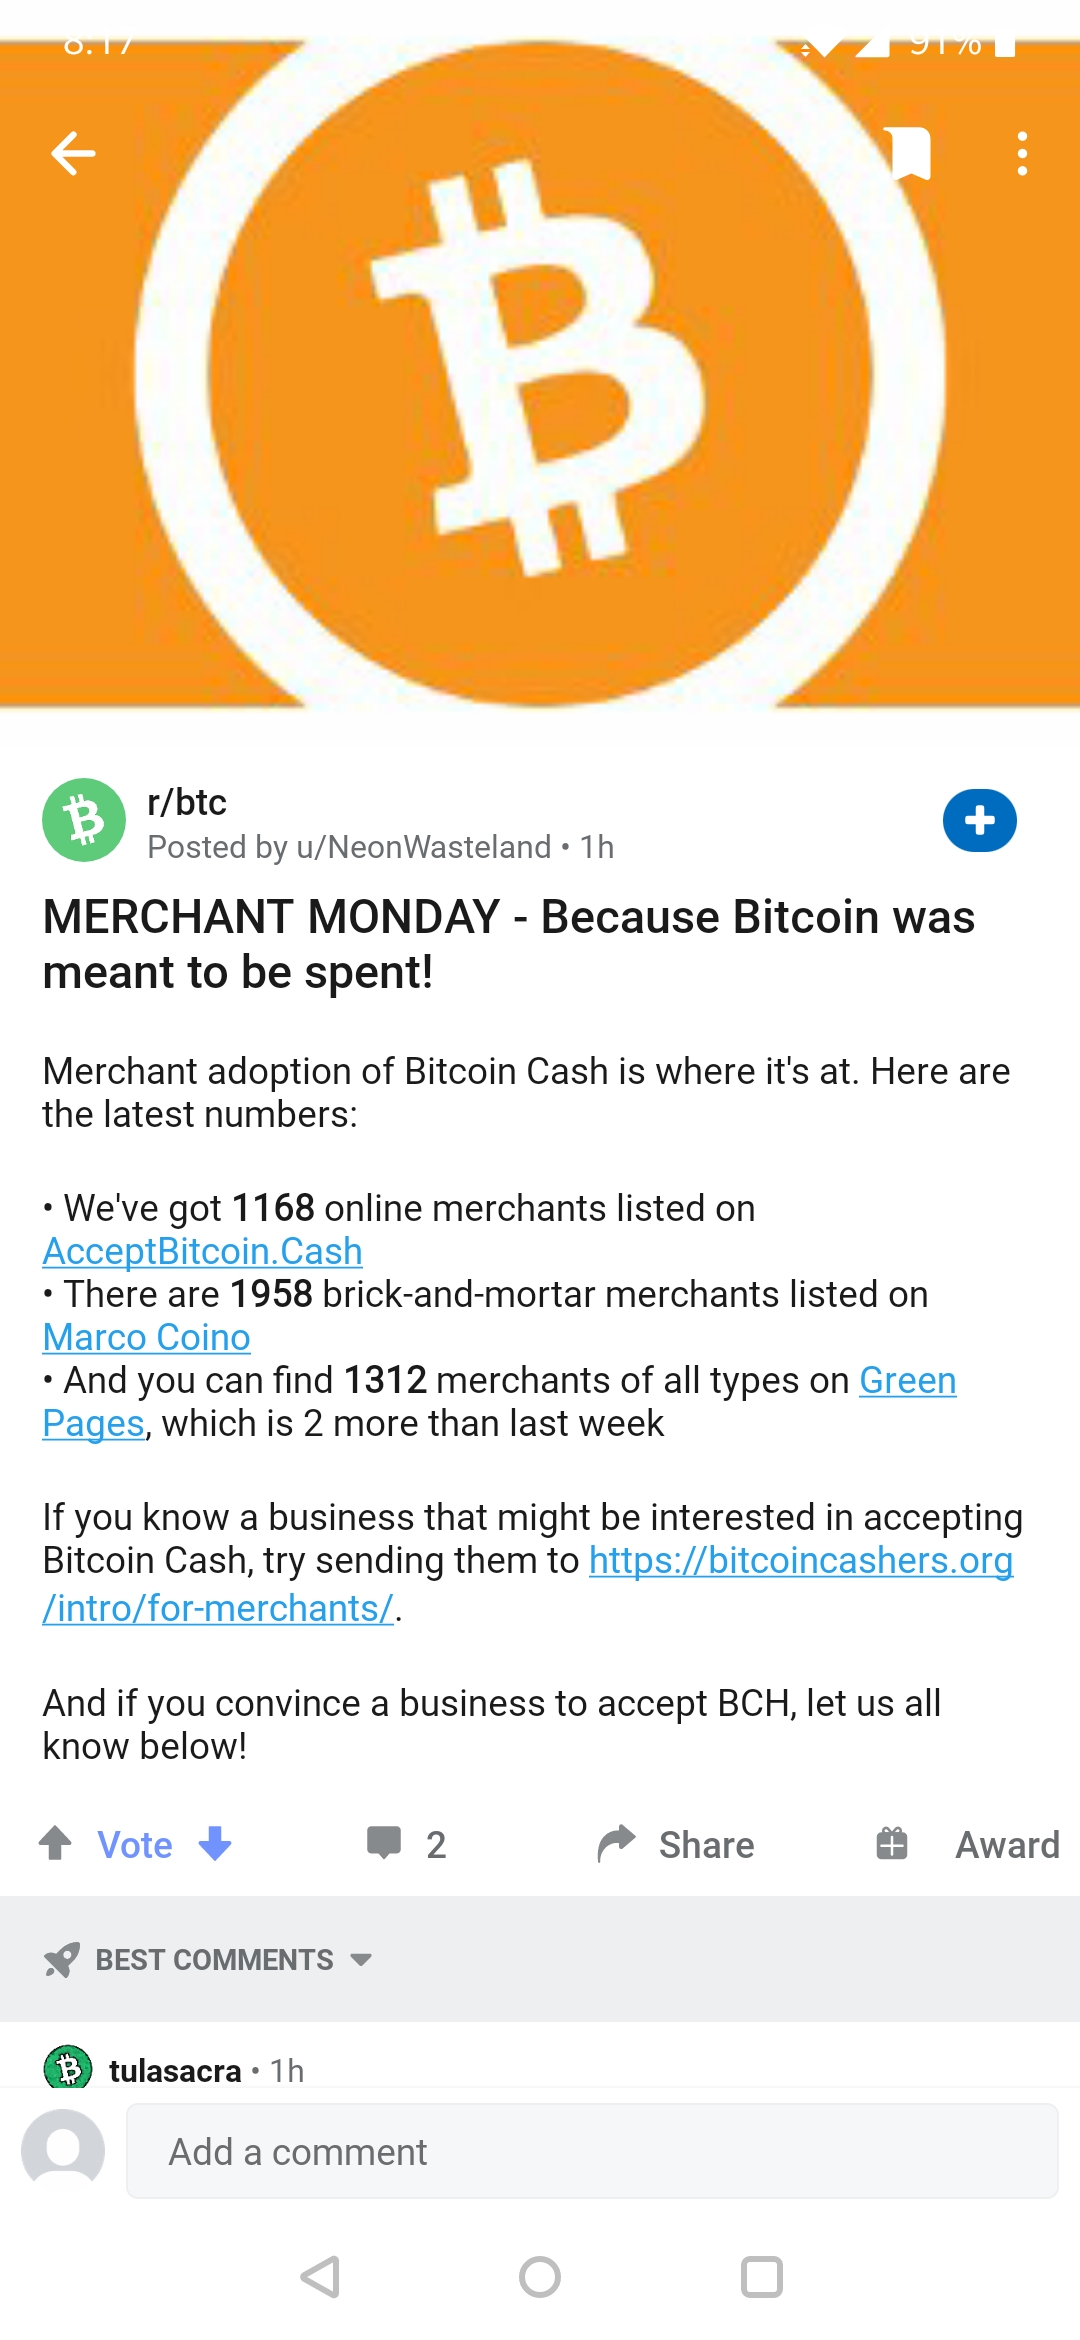 8:17 91%
r/btc
Posted by u/NeonWasteland • 1h
MERCHANT MONDAY - Because Bitcoin was
meant to be spent!
Merchant adoption of Bitcoin Cash is where it's at. Here are
the latest numbers:
• We've got 1168 online merchants listed on
AcceptBitcoin.Cash
• There are 1958 brick-and-mortar merchants listed on
Marco Coino
• And you can find 1312 merchants of all types on Green
Pages, which is 2 more than last week
If you know a business that might be interested in accepting
Bitcoin Cash, try sending them to https://bitcoincashers.org
/intro/for-merchants/.
And if you convince a business to accept BCH, let us all
know below!
Vote 2 Share Award
BEST COMMENTS
tulasacra • 1h
Add a comment